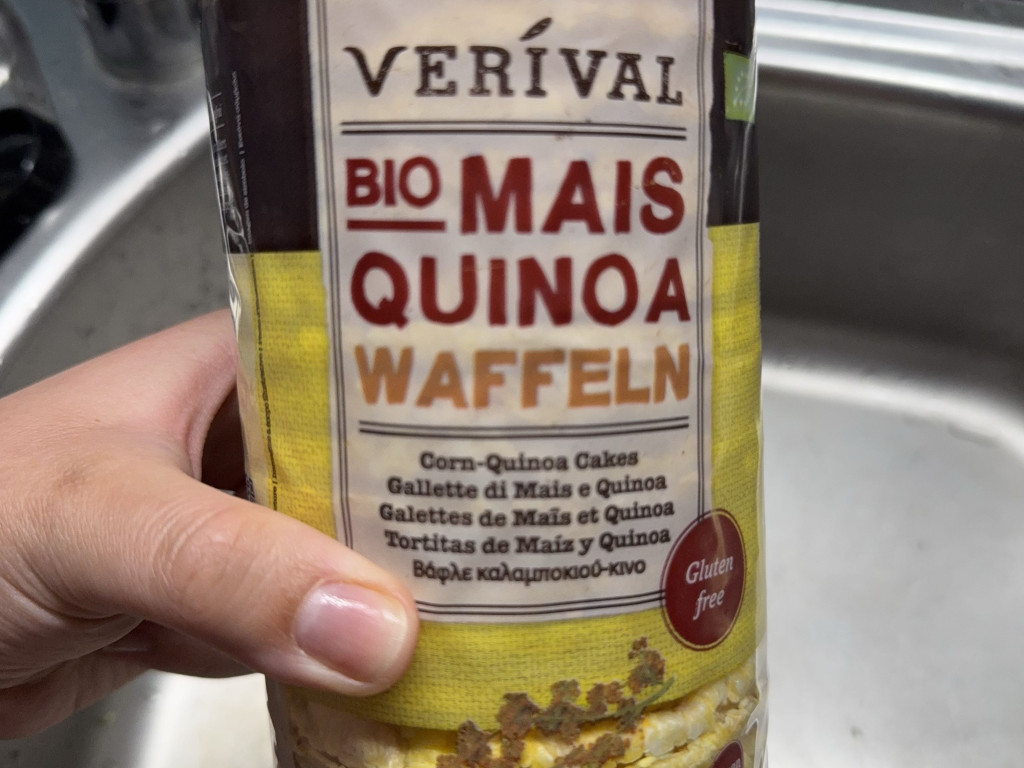 VERÍVAL
BIO MAIS
QUINOA
WAFFELN
Corn-Quinoa Cakes
Gallette di Mais e Quinoa
Galettes de Maïs et Quinoa
Tortitas de Maíz y Quinoa
Βάφλε καλαμποκιού-κινο
Gluten
free